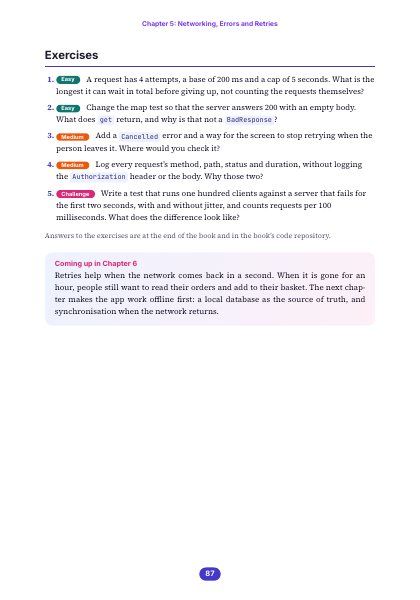 Chapter 5: Networking, Errors and Retries
Exercises
1. Easy A request has 4 attempts, a base of 200 ms and a cap of 5 seconds. What is the
longest it can wait in total before giving up, not counting the requests themselves?
2. Easy Change the map test so that the server answers 200 with an empty body.
What does get return, and why is that not a BadResponse?
3. Medium Add a Cancelled error and a way for the screen to stop retrying when the
person leaves it. Where would you check it?
4. Medium Log every request's method, path, status and duration, without logging
the Authorization header or the body. Why those two?
5. Challenge Write a test that runs one hundred clients against a server that fails for
the first two seconds, with and without jitter, and counts requests per 100
milliseconds. What does the difference look like?
Answers to the exercises are at the end of the book and in the book's code repository.
Coming up in Chapter 6
Retries help when the network comes back in a second. When it is gone for an
hour, people still want to read their orders and add to their basket. The next chap-
ter makes the app work offline first: a local database as the source of truth, and
synchronisation when the network returns.
87